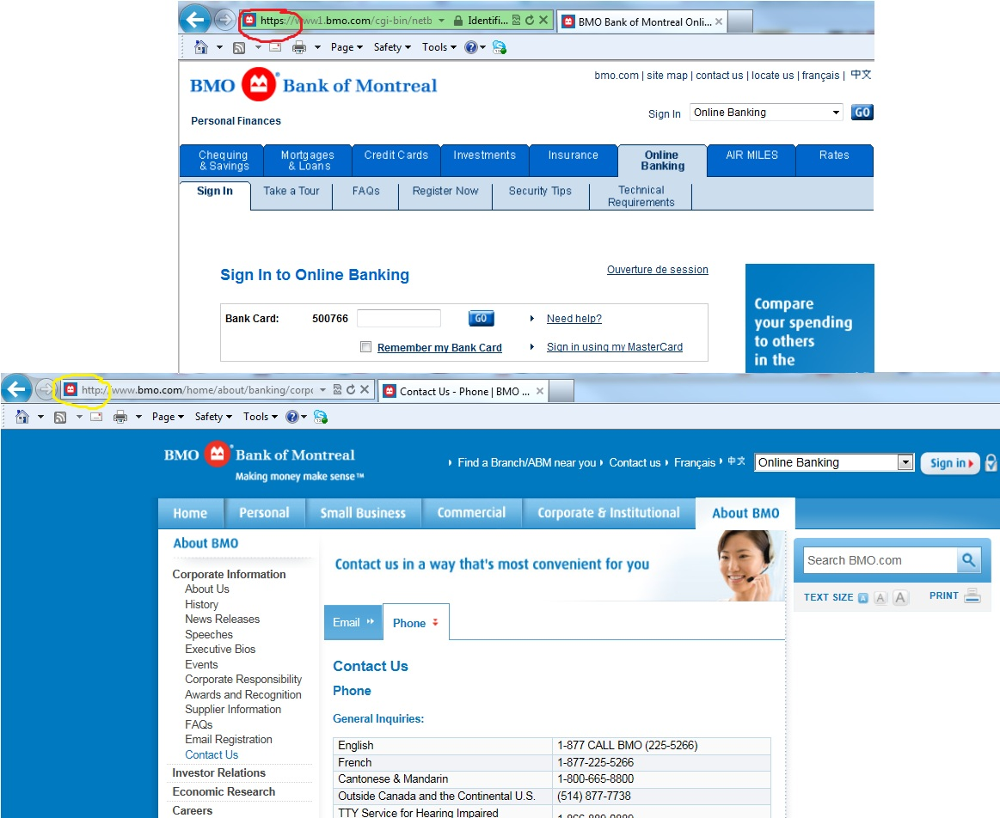 https://www1.bmo.com/cgi-bin/netb
Identifi...
BMO Bank of Montreal Onli...
Page
Safety
Tools
BMO Bank of Montreal
bmo.com | site map | contact us | locate us | français | 中文
Personal Finances
Sign In
Online Banking
GO
Chequing & Savings
Mortgages & Loans
Credit Cards
Investments
Insurance
Online Banking
AIR MILES
Rates
Sign In
Take a Tour
FAQs
Register Now
Security Tips
Technical Requirements
Sign In to Online Banking
Ouverture de session
Bank Card: 500766
GO
Need help?
Remember my Bank Card
Sign in using my MasterCard
Compare
your spending
to others
in the
http://www.bmo.com/home/about/banking/corpo
Contact Us - Phone | BMO ...
Page
Safety
Tools
BMO Bank of Montreal
Making money make sense™
Find a Branch/ABM near you
Contact us
Français
中文
Online Banking
Sign in
Home
Personal
Small Business
Commercial
Corporate & Institutional
About BMO
About BMO
Corporate Information
About Us
History
News Releases
Speeches
Executive Bios
Events
Corporate Responsibility
Awards and Recognition
Supplier Information
FAQs
Email Registration
Contact Us
Investor Relations
Economic Research
Careers
Contact us in a way that's most convenient for you
Email
Phone
Contact Us
Phone
General Inquiries:
English 1-877 CALL BMO (225-5266)
French 1-877-225-5266
Cantonese & Mandarin 1-800-665-8800
Outside Canada and the Continental U.S. (514) 877-7738
TTY Service for Hearing Impaired
Search BMO.com
TEXT SIZE A A A
PRINT